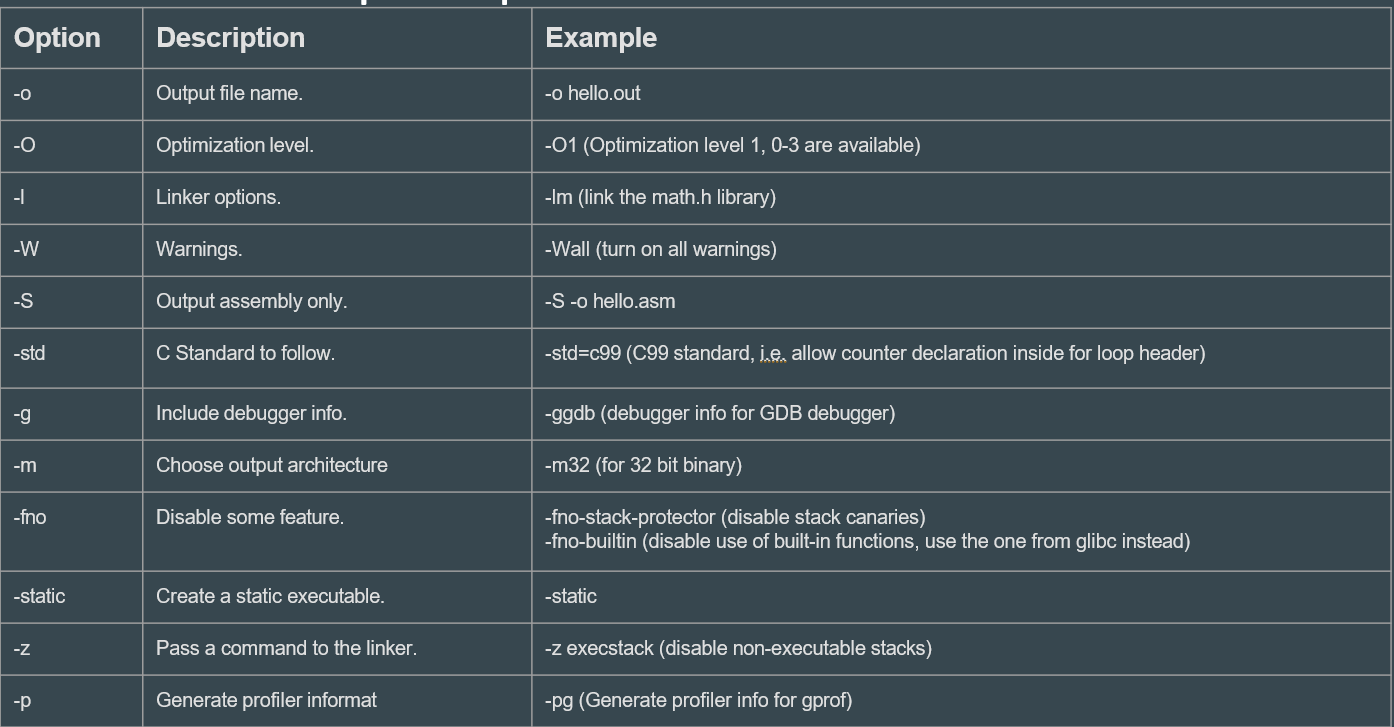 Option Description Example
-o Output file name. -o hello.out
-O Optimization level. -O1 (Optimization level 1, 0-3 are available)
-l Linker options. -lm (link the math.h library)
-W Warnings. -Wall (turn on all warnings)
-S Output assembly only. -S -o hello.asm
-std C Standard to follow. -std=c99 (C99 standard, i.e. allow counter declaration inside for loop header)
-g Include debugger info. -ggdb (debugger info for GDB debugger)
-m Choose output architecture -m32 (for 32 bit binary)
-fno Disable some feature. -fno-stack-protector (disable stack canaries)
-fno-builtin (disable use of built-in functions, use the one from glibc instead)
-static Create a static executable. -static
-z Pass a command to the linker. -z execstack (disable non-executable stacks)
-p Generate profiler informat -pg (Generate profiler info for gprof)